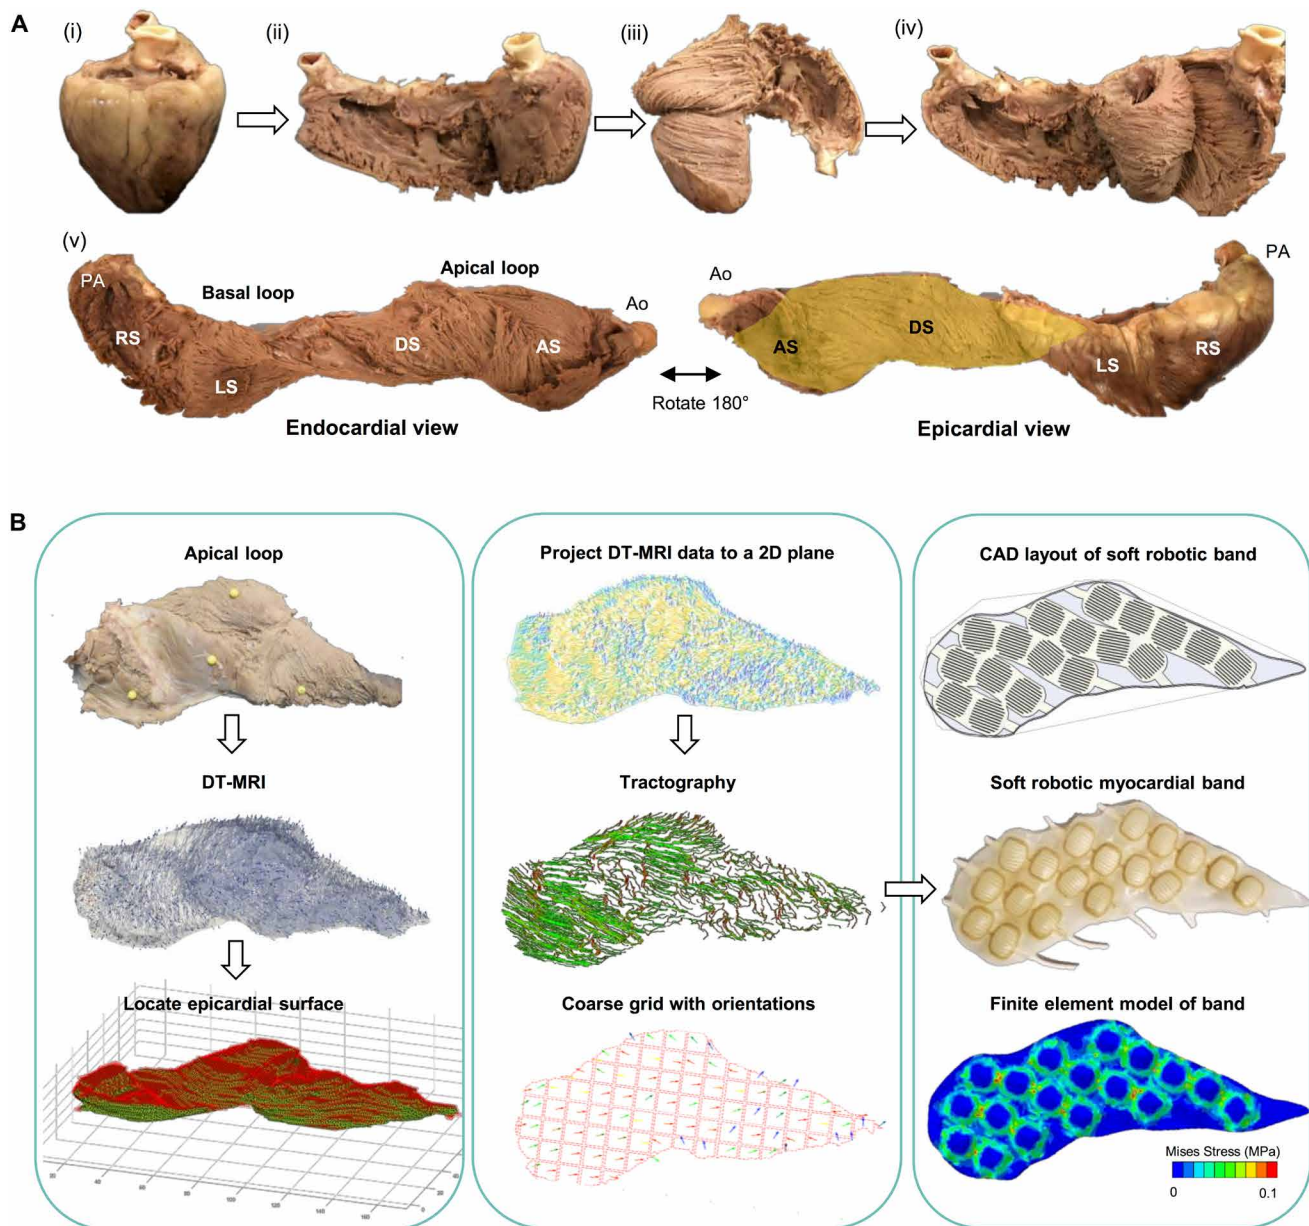 A
(i)
(ii)
(iii)
(iv)
(v)
PA
RS
Basal loop
LS
Apical loop
DS
AS
Ao
Endocardial view
Rotate 180°
Ao
AS
DS
LS
RS
PA
Epicardial view
B
Apical loop
DT-MRI
Locate epicardial surface
Project DT-MRI data to a 2D plane
Tractography
Coarse grid with orientations
CAD layout of soft robotic band
Soft robotic myocardial band
Finite element model of band
Mises Stress (MPa)
0
0.1